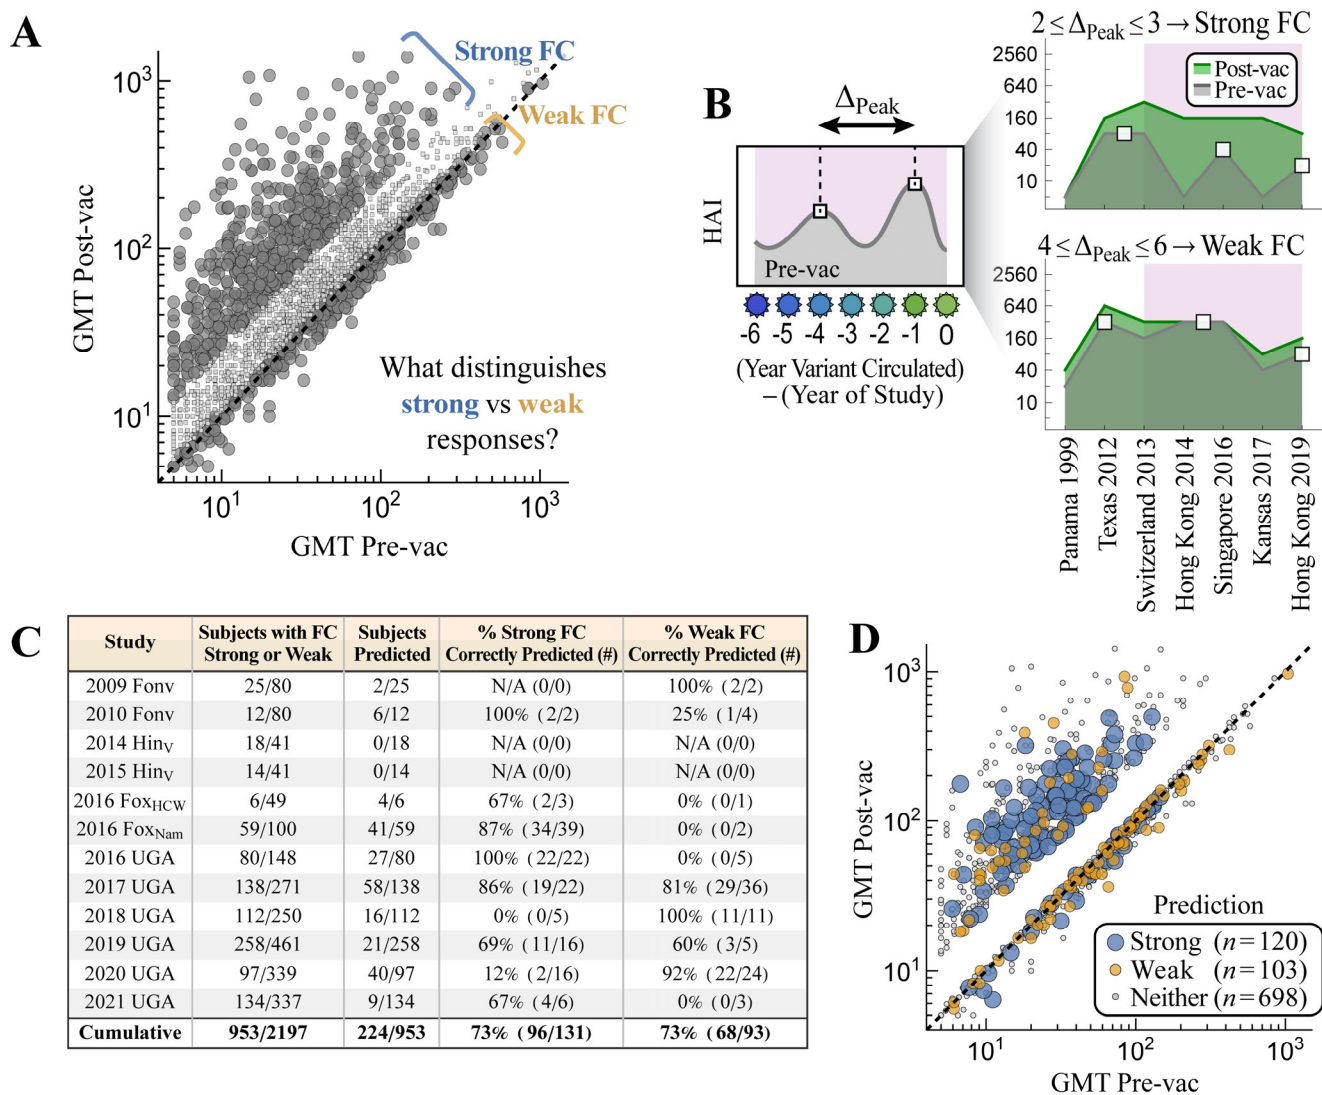 A
Strong FC
Weak FC
10³
10²
10¹
GMT Post-vac
What distinguishes
strong vs weak
responses?
10¹
10²
10³
GMT Pre-vac
B
Δ_Peak
HAI
Pre-vac
-6
-5
-4
-3
-2
-1
0
(Year Variant Circulated)
–(Year of Study)
2 ≤ Δ_Peak ≤ 3 → Strong FC
2560
640
160
40
10
Post-vac
Pre-vac
4 ≤ Δ_Peak ≤ 6 → Weak FC
2560
640
160
40
10
Panama 1999
Texas 2012
Switzerland 2013
Hong Kong 2014
Singapore 2016
Kansas 2017
Hong Kong 2019
C
Study | Subjects with FC Strong or Weak | Subjects Predicted | % Strong FC Correctly Predicted (#) | % Weak FC Correctly Predicted (#)
2009 Fonv 25/80 2/25 N/A (0/0) 100% (2/2)
2010 Fonv 12/80 6/12 100% (2/2) 25% (1/4)
2014 Hin_V 18/41 0/18 N/A (0/0) N/A (0/0)
2015 Hin_V 14/41 0/14 N/A (0/0) N/A (0/0)
2016 Fox_HCW 6/49 4/6 67% (2/3) 0% (0/1)
2016 Fox_Nam 59/100 41/59 87% (34/39) 0% (0/2)
2016 UGA 80/148 27/80 100% (22/22) 0% (0/5)
2017 UGA 138/271 58/138 86% (19/22) 81% (29/36)
2018 UGA 112/250 16/112 0% (0/5) 100% (11/11)
2019 UGA 258/461 21/258 69% (11/16) 60% (3/5)
2020 UGA 97/339 40/97 12% (2/16) 92% (22/24)
2021 UGA 134/337 9/134 67% (4/6) 0% (0/3)
Cumulative 953/2197 224/953 73% (96/131) 73% (68/93)
D
10³
10²
10¹
GMT Post-vac
Prediction
Strong (n=120)
Weak (n=103)
Neither (n=698)
10¹
10²
10³
GMT Pre-vac